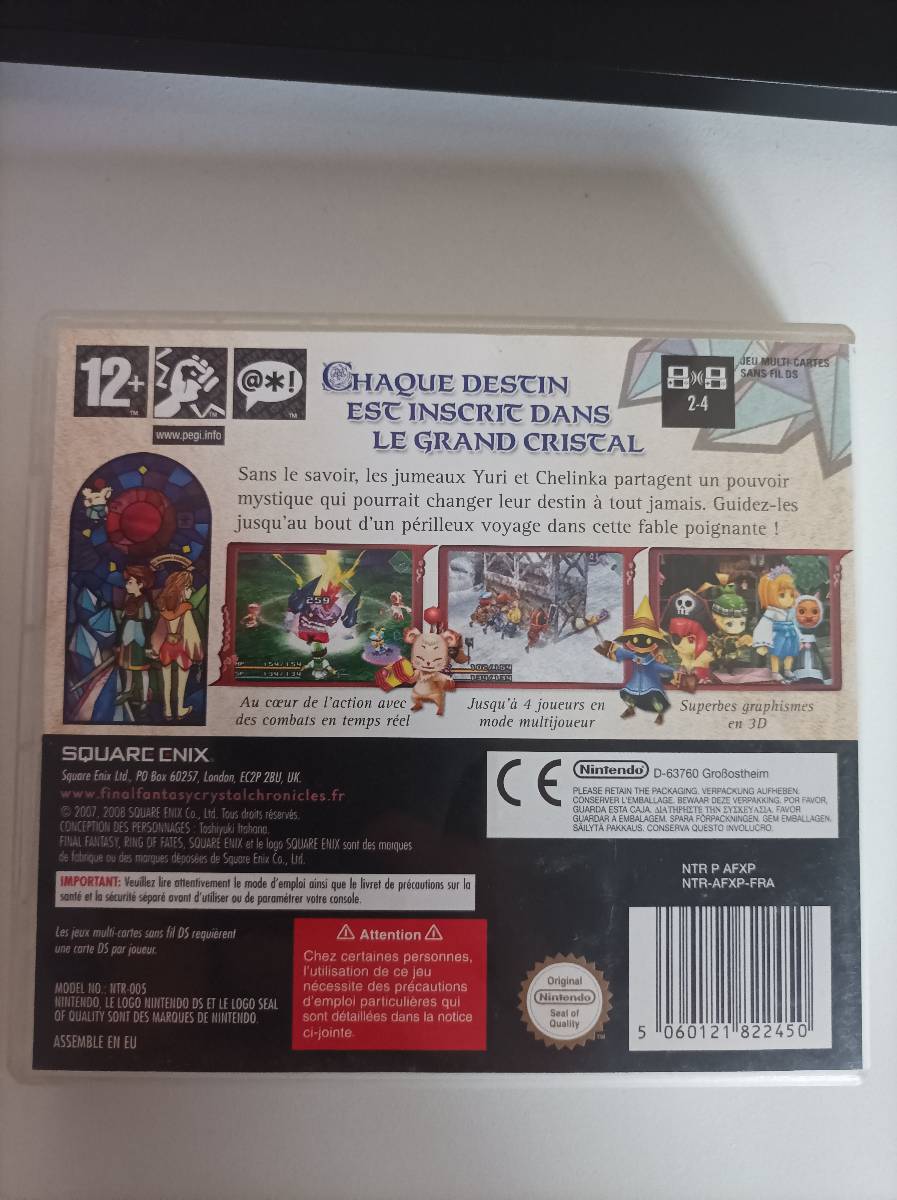 12+
@*!
www.pegi.info
CHAQUE DESTIN
EST INSCRIT DANS
LE GRAND CRISTAL
2-4
JEU MULTI-CARTES
SANS FIL DS
Sans le savoir, les jumeaux Yuri et Chelinka partagent un pouvoir
mystique qui pourrait changer leur destin à tout jamais. Guidez-les
jusqu'au bout d'un périlleux voyage dans cette fable poignante !
259
154/154
134/134
102/154
Au cœur de l'action avec
des combats en temps réel
Jusqu'à 4 joueurs en
mode multijoueur
Superbes graphismes
en 3D
SQUARE ENIX
Square Enix Ltd., PO Box 60257, London, EC2P 2BU, UK.
www.finalfantasycrystalchronicles.fr
© 2007, 2008 SQUARE ENIX Co., Ltd. Tous droits réservés.
CONCEPTION DES PERSONNAGES : Toshiyuki Itahana.
FINAL FANTASY, RING OF FATES, SQUARE ENIX et le logo SQUARE ENIX sont des marques
de fabrique ou des marques déposées de Square Enix Co., Ltd.
IMPORTANT: Veuillez lire attentivement le mode d'emploi ainsi que le livret de précautions sur la
santé et la sécurité séparé avant d'utiliser ou de paramétrer votre console.
Les jeux multi-cartes sans fil DS requièrent
une carte DS par joueur.
MODEL NO.: NTR-005
NINTENDO, LE LOGO NINTENDO DS ET LE LOGO SEAL
OF QUALITY SONT DES MARQUES DE NINTENDO.
ASSEMBLE EN EU
Attention
Chez certaines personnes,
l'utilisation de ce jeu
nécessite des précautions
d'emploi particulières qui
sont détaillées dans la notice
ci-jointe.
CE
Nintendo D-63760 Großostheim
PLEASE RETAIN THE PACKAGING. VERPACKUNG AUFHEBEN.
CONSERVER L'EMBALLAGE. BEWAAR DEZE VERPAKKING. POR FAVOR,
GUARDA ESTA CAJA. ΔΙΑΤΗΡΗΣΤΕ ΤΗΝ ΣΥΣΚΕΥΑΣΙΑ. FAVOR
GUARDAR A EMBALAGEM. SPARA FÖRPACKNINGEN. GEM EMBALLAGEN.
SÄILYTÄ PAKKAUS. CONSERVA QUESTO INVOLUCRO.
NTR P AFXP
NTR-AFXP-FRA
Original
Nintendo
Seal of
Quality
TM
5 060121 822450